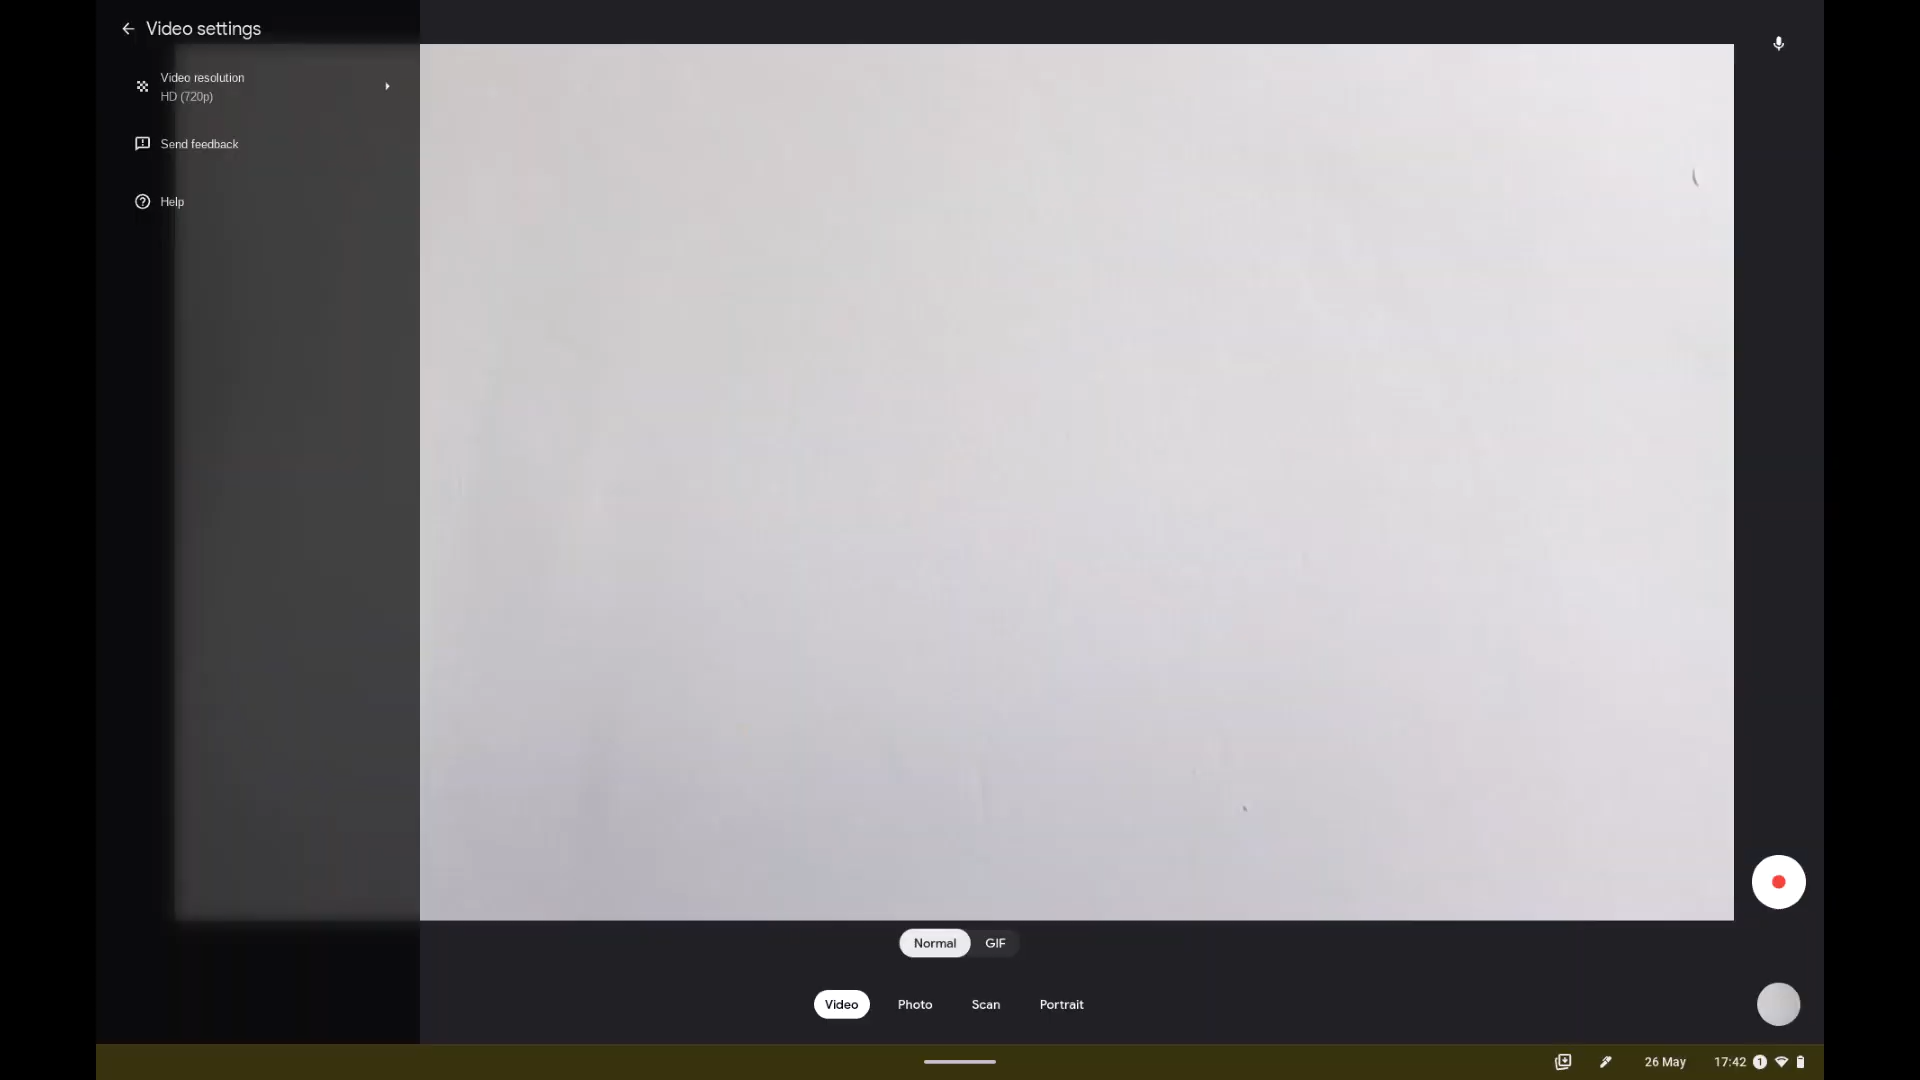 Video settings
Video resolution
HD (720p)
Send feedback
Help
Normal
GIF
Video
Photo
Scan
Portrait
26 May
17:42
1